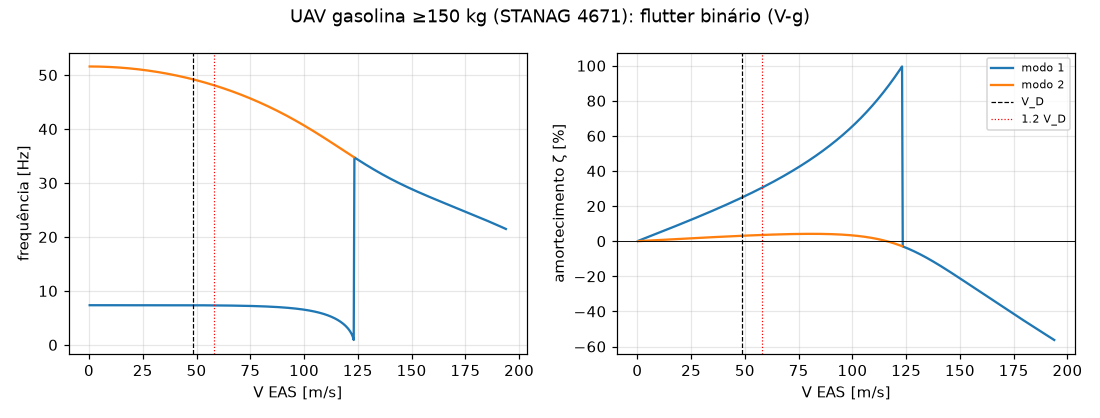 UAV gasolina ≥150 kg (STANAG 4671): flutter binário (V-g)
frequência [Hz]
50
40
30
20
10
0
0 25 50 75 100 125 150 175 200
V EAS [m/s]
amortecimento ζ [%]
100
80
60
40
20
0
−20
−40
−60
0 25 50 75 100 125 150 175 200
V EAS [m/s]
modo 1
modo 2
V_D
1.2 V_D